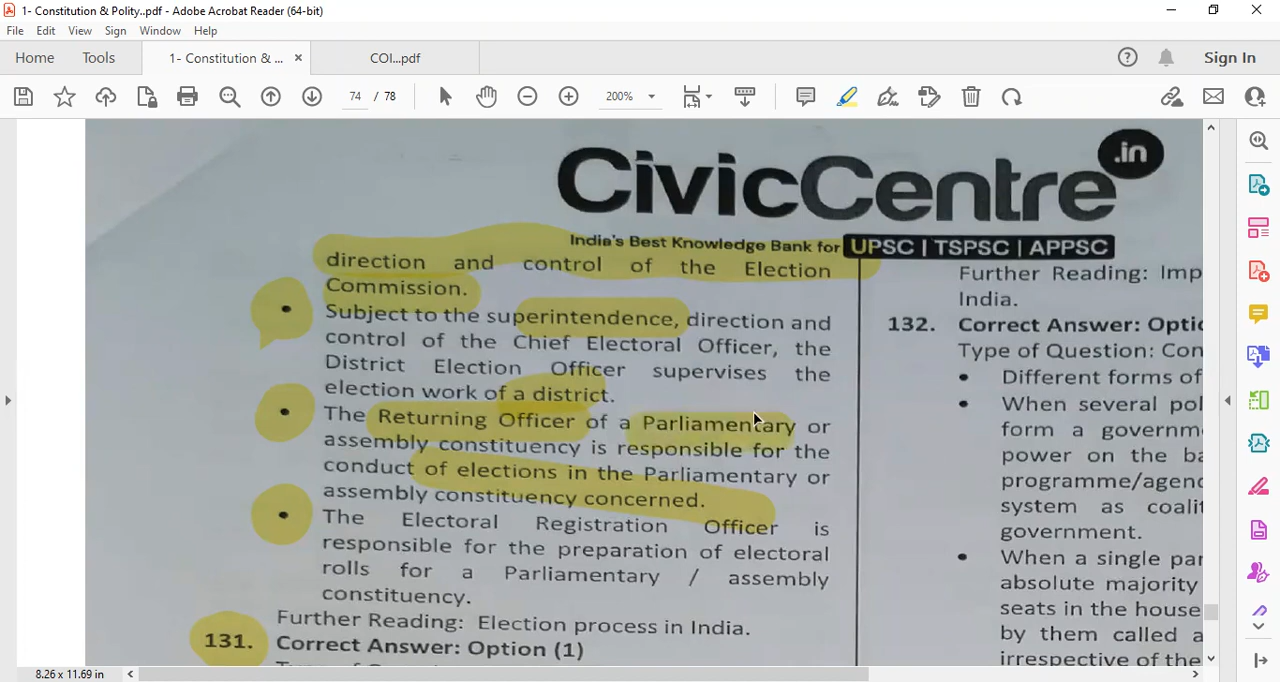 1- Constitution & Polity..pdf - Adobe Acrobat Reader (64-bit)
File Edit View Sign Window Help
Home Tools 1- Constitution & ... × COI...pdf Sign In
74 / 78 200%
CivicCentre .in
India's Best Knowledge Bank for UPSC | TSPSC | APPSC
direction and control of the Election
Commission.
• Subject to the superintendence, direction and
control of the Chief Electoral Officer, the
District Election Officer supervises the
election work of a district.
• The Returning Officer of a Parliamentary or
assembly constituency is responsible for the
conduct of elections in the Parliamentary or
assembly constituency concerned.
• The Electoral Registration Officer is
responsible for the preparation of electoral
rolls for a Parliamentary / assembly
constituency.
Further Reading: Election process in India.
131. Correct Answer: Option (1)
Further Reading: Imp
India.
132. Correct Answer: Optic
Type of Question: Con
• Different forms of
• When several pol
form a governm
power on the ba
programme/agenc
system as coalit
government.
• When a single par
absolute majority
seats in the house
by them called a
irrespective of the
8.26 x 11.69 in